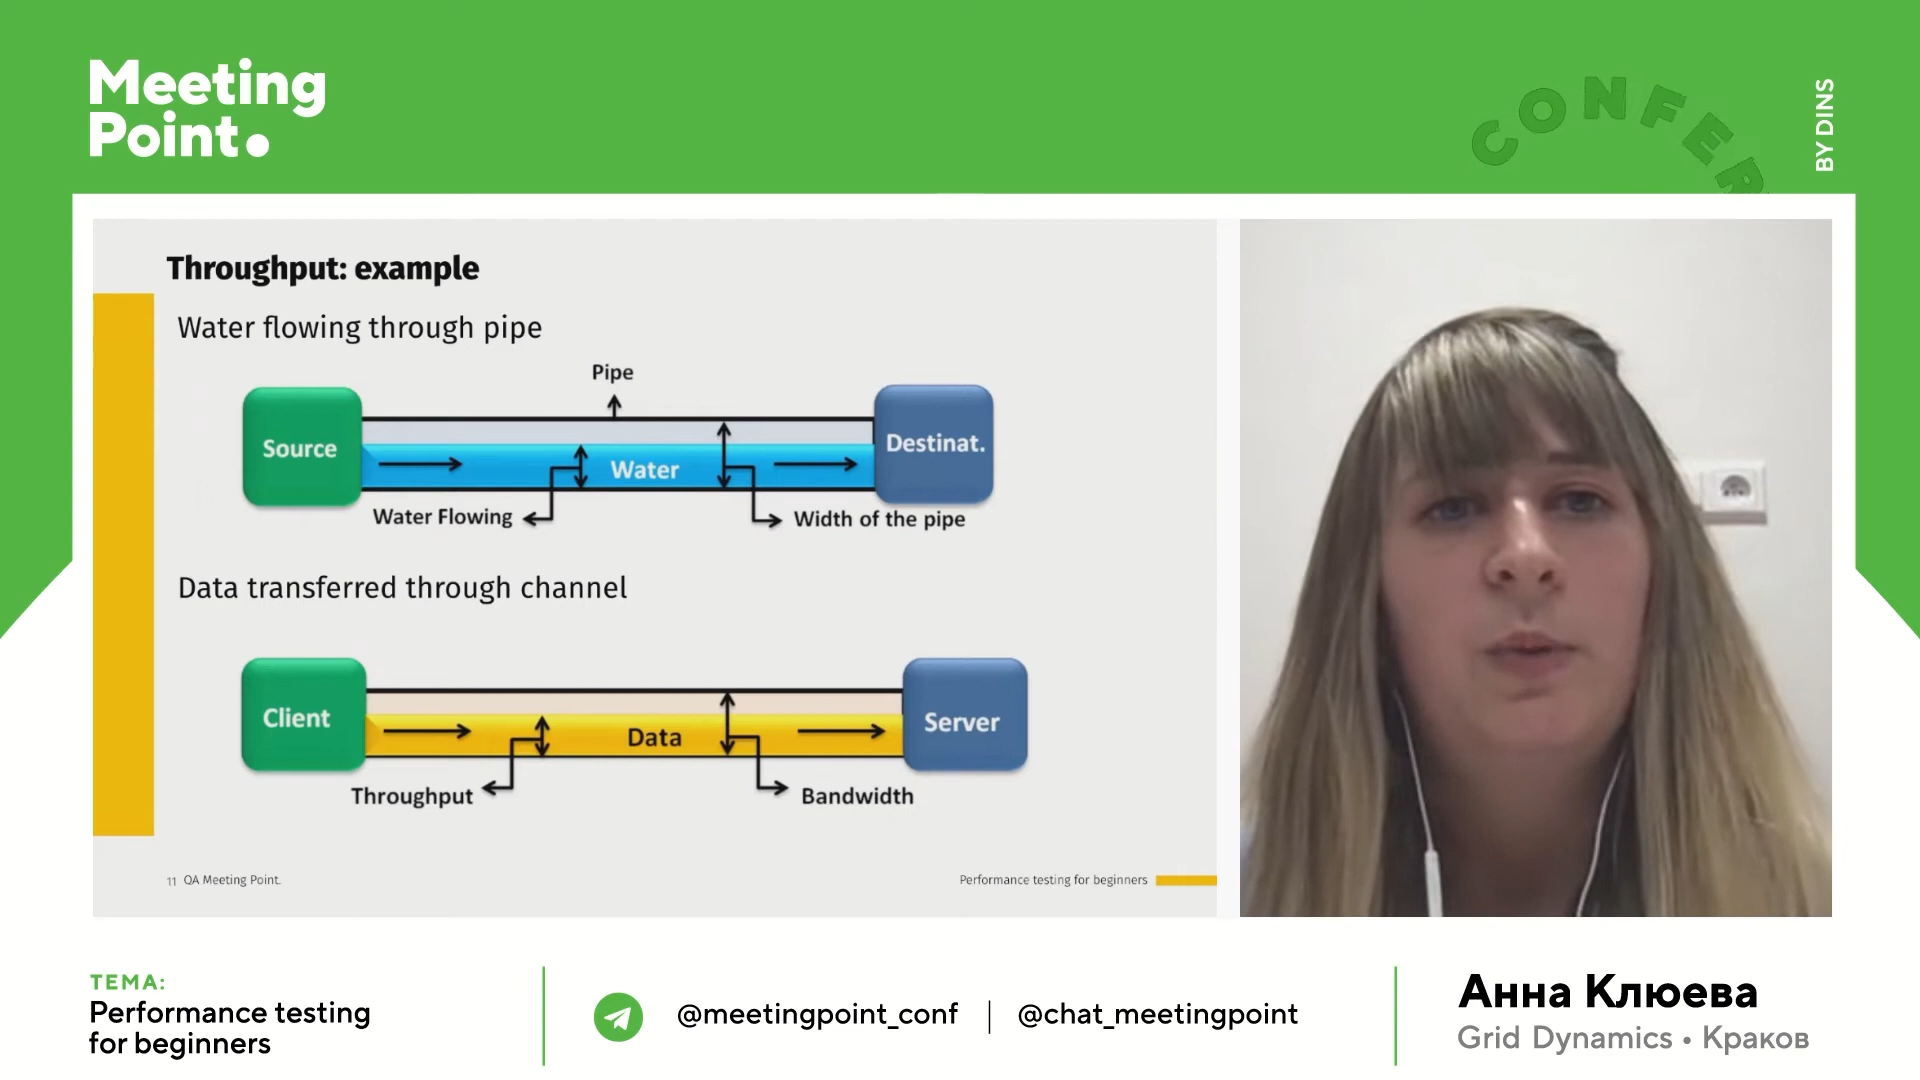 Meeting
Point.
CONFER
BY DINS
Throughput: example
Water flowing through pipe
Pipe
Source
Water
Destinat.
Water Flowing
Width of the pipe
Data transferred through channel
Client
Data
Server
Throughput
Bandwidth
11 QA Meeting Point.
Performance testing for beginners
ТЕМА:
Performance testing
for beginners
@meetingpoint_conf | @chat_meetingpoint
Анна Клюева
Grid Dynamics • Краков